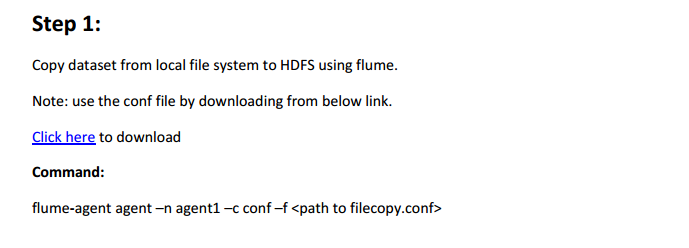 Step 1:
Copy dataset from local file system to HDFS using flume.
Note: use the conf file by downloading from below link.
Click here to download
Command:
flume-agent agent –n agent1 –c conf –f <path to filecopy.conf>